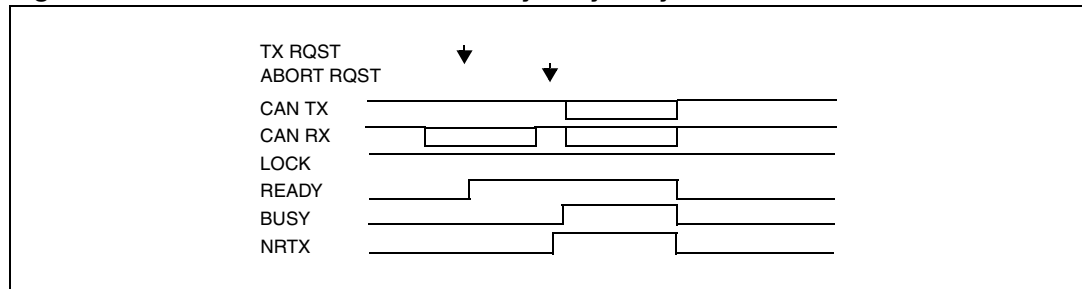 TX RQST
ABORT RQST
CAN TX
CAN RX
LOCK
READY
BUSY
NRTX